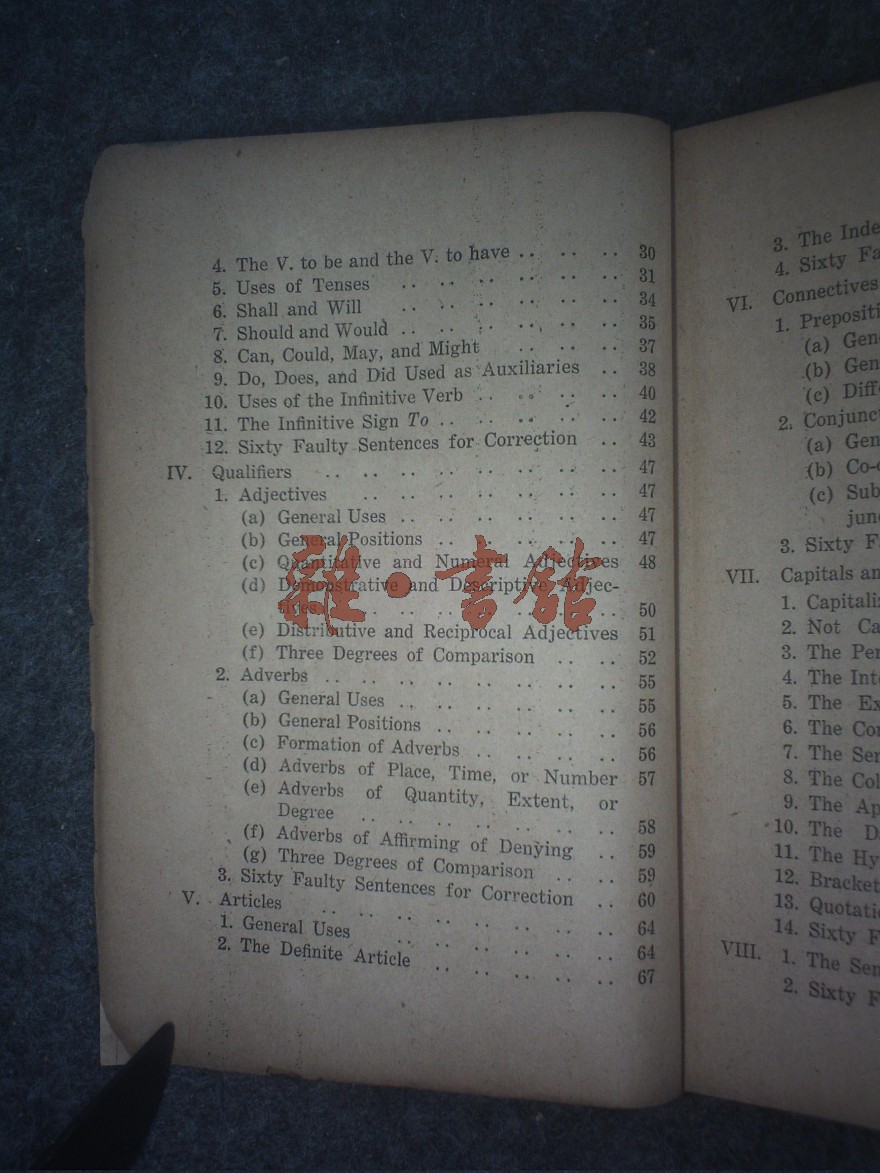 4. The V. to be and the V. to have .. .. .. 30
5. Uses of Tenses .. .. .. .. .. .. 31
6. Shall and Will .. .. .. .. .. .. 34
7. Should and Would .. .. .. .. .. .. 35
8. Can, Could, May, and Might .. .. .. 37
9. Do, Does, and Did Used as Auxiliaries .. 38
10. Uses of the Infinitive Verb .. .. .. .. 40
11. The Infinitive Sign To .. .. .. .. .. 42
12. Sixty Faulty Sentences for Correction .. 43
IV. Qualifiers .. .. .. .. .. .. .. .. 47
1. Adjectives .. .. .. .. .. .. .. 47
(a) General Uses .. .. .. .. .. .. 47
(b) General Positions .. .. .. .. .. 47
(c) Quantitative and Numeral Adjectives 48
(d) Demonstrative and Descriptive Adjec-
tives .. .. .. .. .. .. .. .. 50
(e) Distributive and Reciprocal Adjectives 51
(f) Three Degrees of Comparison .. .. 52
2. Adverbs .. .. .. .. .. .. .. .. 55
(a) General Uses .. .. .. .. .. .. 55
(b) General Positions .. .. .. .. .. 56
(c) Formation of Adverbs .. .. .. .. 56
(d) Adverbs of Place, Time, or Number 57
(e) Adverbs of Quantity, Extent, or
Degree .. .. .. .. .. .. .. 58
(f) Adverbs of Affirming of Denying .. 59
(g) Three Degrees of Comparison .. .. 59
3. Sixty Faulty Sentences for Correction .. 60
V. Articles .. .. .. .. .. .. .. .. 64
1. General Uses .. .. .. .. .. .. 64
2. The Definite Article .. .. .. .. .. 67
雜·書館
3. The Inde
4. Sixty Fa
VI. Connectives
1. Prepositi
(a) Gen
(b) Gen
(c) Diff
2. Conjunct
(a) Gen
(b) Co-
(c) Sub
jun
3. Sixty F
VII. Capitals an
1. Capitali
2. Not Ca
3. The Per
4. The Int
5. The Ex
6. The Co
7. The Se
8. The Col
9. The Ap
10. The D
11. The Hy
12. Bracket
13. Quotati
14. Sixty F
VIII. 1. The Sen
2. Sixty F